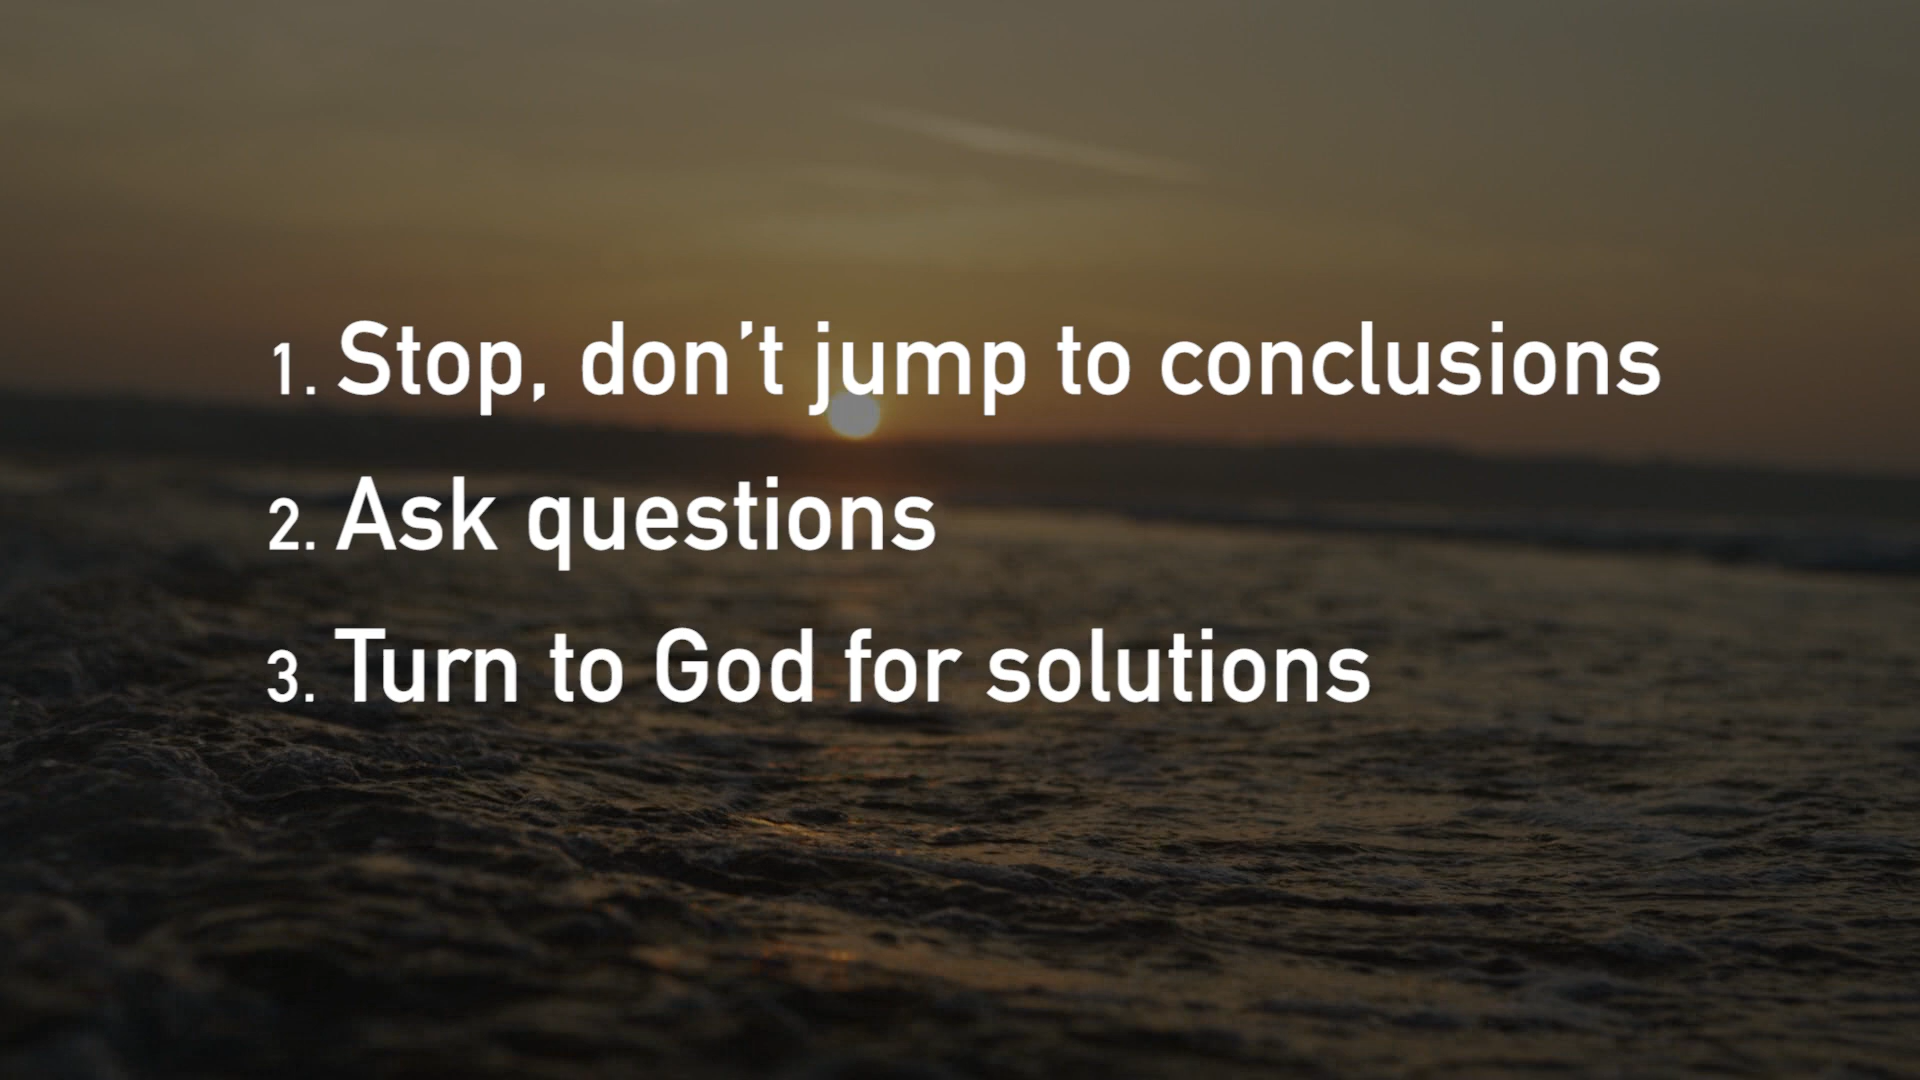 1. Stop, don’t jump to conclusions
2. Ask questions
3. Turn to God for solutions